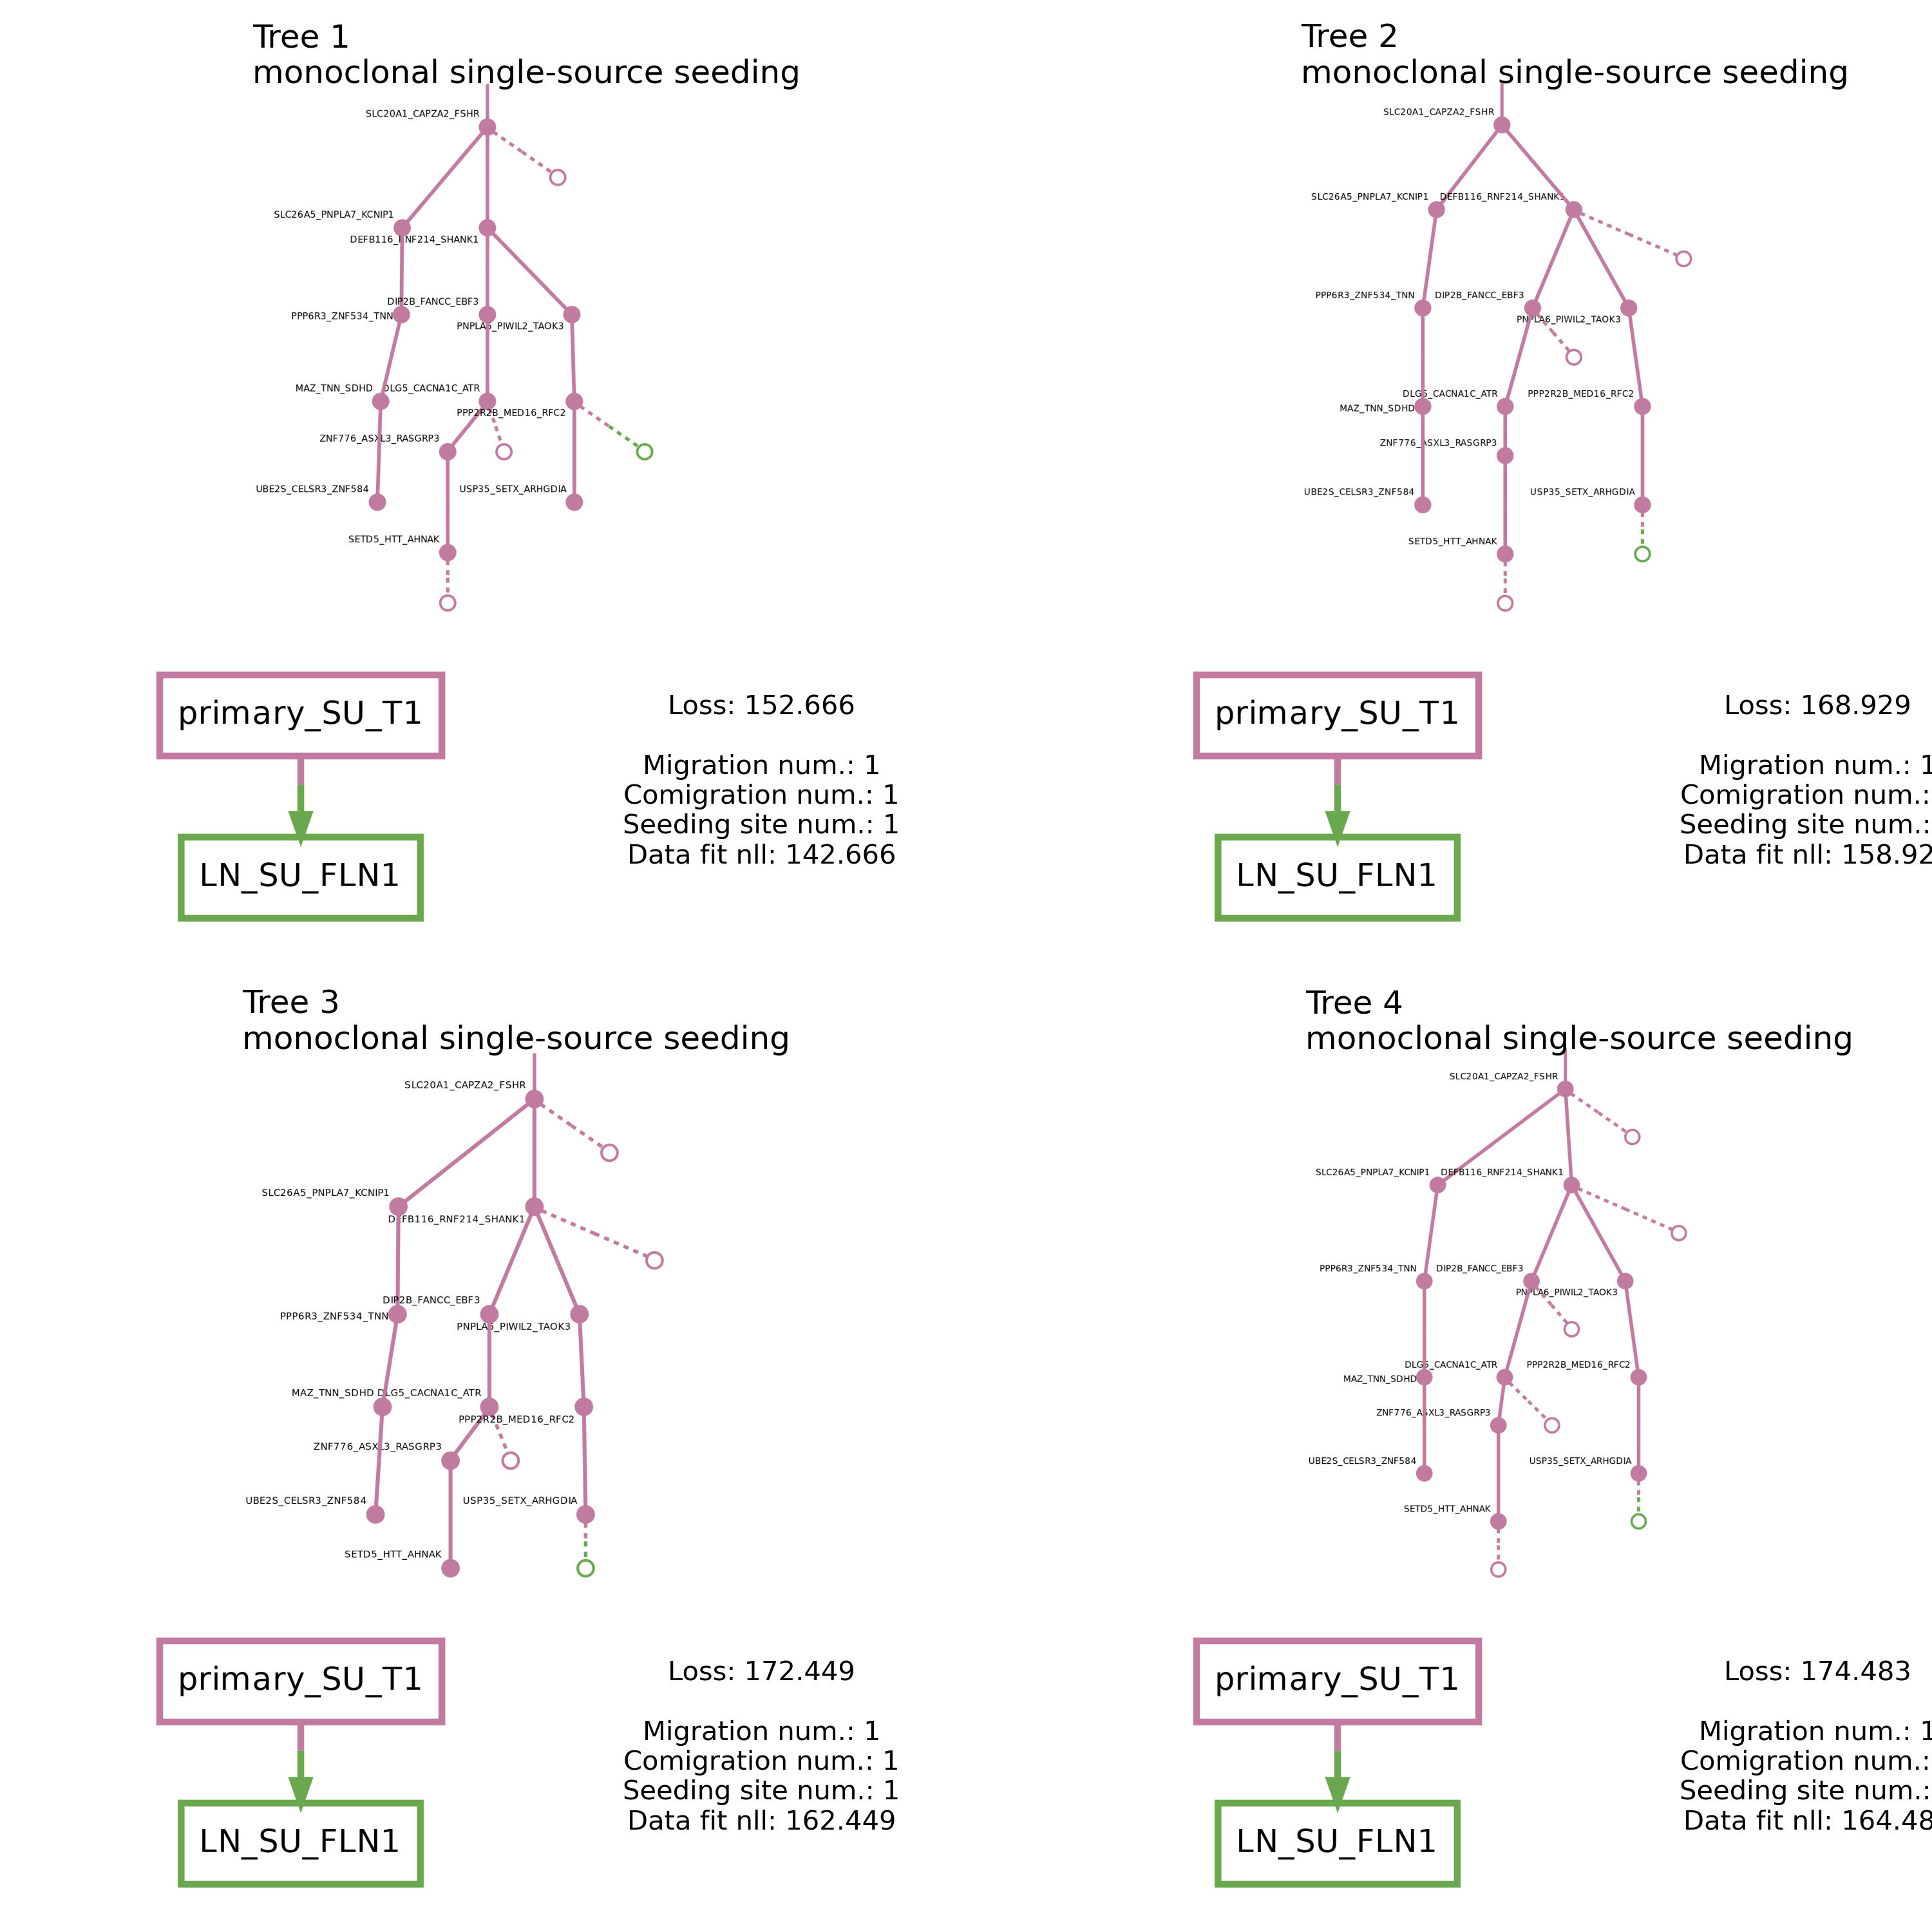 Tree 1
monoclonal single-source seeding
SLC20A1_CAPZA2_FSHR
SLC26A5_PNPLA7_KCNIP1
DEFB116_RNF214_SHANK1
DIP2B_FANCC_EBF3
PPP6R3_ZNF534_TNN
PNPLA6_PIWIL2_TAOK3
MAZ_TNN_SDHD
DLG5_CACNA1C_ATR
PPP2R2B_MED16_RFC2
ZNF776_ASXL3_RASGRP3
UBE2S_CELSR3_ZNF584
USP35_SETX_ARHGDIA
SETD5_HTT_AHNAK
primary_SU_T1
LN_SU_FLN1
Loss: 152.666
Migration num.: 1
Comigration num.: 1
Seeding site num.: 1
Data fit nll: 142.666
Tree 2
monoclonal single-source seeding
SLC20A1_CAPZA2_FSHR
SLC26A5_PNPLA7_KCNIP1
DEFB116_RNF214_SHANK1
PPP6R3_ZNF534_TNN
DIP2B_FANCC_EBF3
PNPLA6_PIWIL2_TAOK3
DLG5_CACNA1C_ATR
PPP2R2B_MED16_RFC2
MAZ_TNN_SDHD
ZNF776_ASXL3_RASGRP3
UBE2S_CELSR3_ZNF584
USP35_SETX_ARHGDIA
SETD5_HTT_AHNAK
primary_SU_T1
LN_SU_FLN1
Loss: 168.929
Migration num.: 1
Comigration num.:
Seeding site num.:
Data fit nll: 158.92
Tree 3
monoclonal single-source seeding
SLC20A1_CAPZA2_FSHR
SLC26A5_PNPLA7_KCNIP1
DEFB116_RNF214_SHANK1
DIP2B_FANCC_EBF3
PPP6R3_ZNF534_TNN
PNPLA6_PIWIL2_TAOK3
MAZ_TNN_SDHD
DLG5_CACNA1C_ATR
PPP2R2B_MED16_RFC2
ZNF776_ASXL3_RASGRP3
UBE2S_CELSR3_ZNF584
USP35_SETX_ARHGDIA
SETD5_HTT_AHNAK
primary_SU_T1
LN_SU_FLN1
Loss: 172.449
Migration num.: 1
Comigration num.: 1
Seeding site num.: 1
Data fit nll: 162.449
Tree 4
monoclonal single-source seeding
SLC20A1_CAPZA2_FSHR
SLC26A5_PNPLA7_KCNIP1
DEFB116_RNF214_SHANK1
PPP6R3_ZNF534_TNN
DIP2B_FANCC_EBF3
PNPLA6_PIWIL2_TAOK3
DLG5_CACNA1C_ATR
PPP2R2B_MED16_RFC2
MAZ_TNN_SDHD
ZNF776_ASXL3_RASGRP3
UBE2S_CELSR3_ZNF584
USP35_SETX_ARHGDIA
SETD5_HTT_AHNAK
primary_SU_T1
LN_SU_FLN1
Loss: 174.483
Migration num.: 1
Comigration num.:
Seeding site num.:
Data fit nll: 164.48